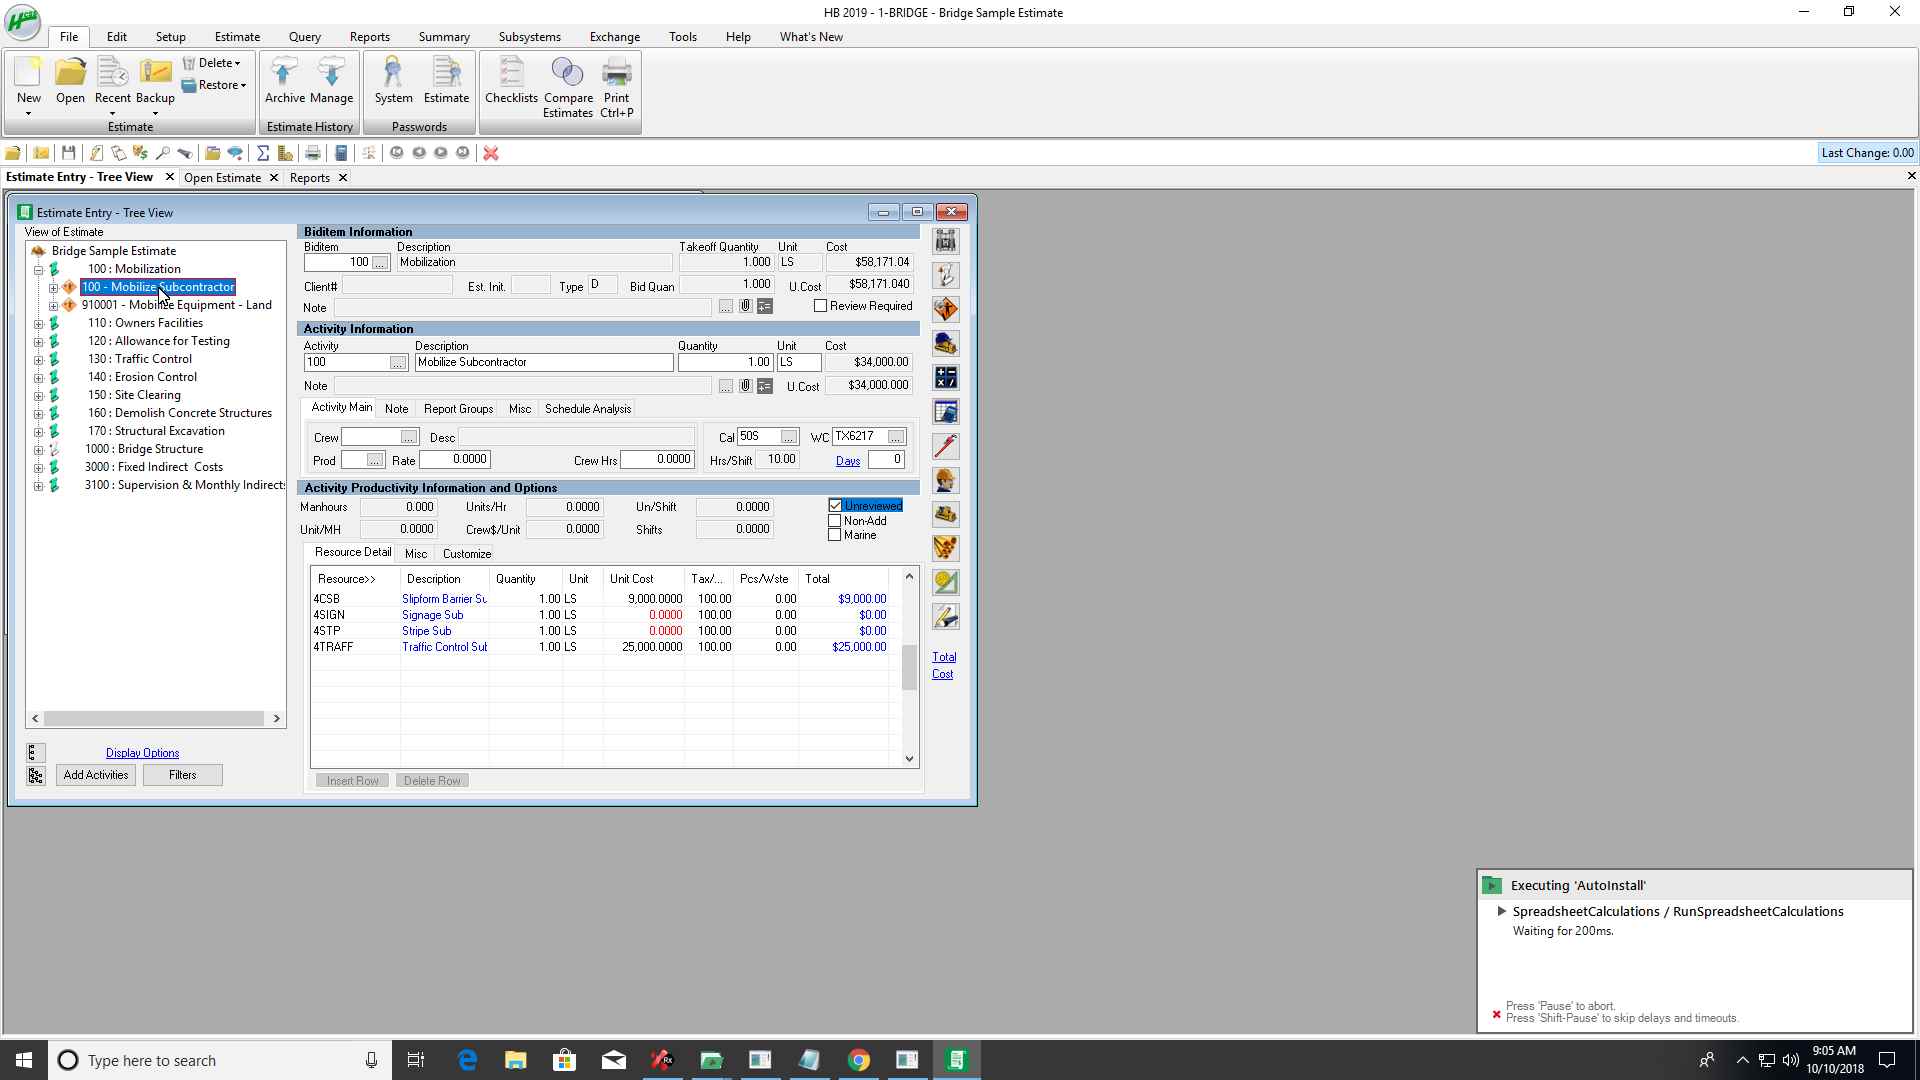 HB 2019 - 1-BRIDGE - Bridge Sample Estimate
File Edit Setup Estimate Query Reports Summary Subsystems Exchange Tools Help What's New
New Open Recent Backup Delete Restore
Archive Manage System Estimate Checklists Compare Estimates Print Ctrl+P
Estimate Estimate History Passwords
Last Change: 0.00
Estimate Entry - Tree View Open Estimate Reports
Estimate Entry - Tree View
View of Estimate
Bridge Sample Estimate
100 : Mobilization
100 - Mobilize Subcontractor
910001 - Mobilize Equipment - Land
110 : Owners Facilities
120 : Allowance for Testing
130 : Traffic Control
140 : Erosion Control
150 : Site Clearing
160 : Demolish Concrete Structures
170 : Structural Excavation
1000 : Bridge Structure
3000 : Fixed Indirect Costs
3100 : Supervision & Monthly Indirects
Display Options
Add Activities Filters
Biditem Information
Biditem Description Takeoff Quantity Unit Cost
100 ... Mobilization 1.000 LS $58,171.04
Client# Est. Init. Type D Bid Quan 1.000 U.Cost $58,171.040
Note ... Review Required
Activity Information
Activity Description Quantity Unit Cost
100 ... Mobilize Subcontractor 1.00 LS $34,000.00
Note ... U.Cost $34,000.000
Activity Main Note Report Groups Misc Schedule Analysis
Crew ... Desc Cal 50S ... WC TX6217 ...
Prod ... Rate 0.0000 Crew Hrs 0.0000 Hrs/Shift 10.00 Days 0
Activity Productivity Information and Options
Manhours 0.000 Units/Hr 0.0000 Un/Shift 0.0000 Unreviewed
Non-Add
Unit/MH 0.0000 Crew$/Unit 0.0000 Shifts 0.0000 Marine
Resource Detail Misc Customize
Resource>> Description Quantity Unit Unit Cost Tax/... Pcs/Wste Total
4CSB Slipform Barrier Su 1.00 LS 9,000.0000 100.00 0.00 $9,000.00
4SIGN Signage Sub 1.00 LS 0.0000 100.00 0.00 $0.00
4STP Stripe Sub 1.00 LS 0.0000 100.00 0.00 $0.00
4TRAFF Traffic Control Sub 1.00 LS 25,000.0000 100.00 0.00 $25,000.00
Insert Row Delete Row
Total
Cost
Executing 'AutoInstall'
SpreadsheetCalculations / RunSpreadsheetCalculations
Waiting for 200ms.
Press 'Pause' to abort.
Press 'Shift-Pause' to skip delays and timeouts.
Type here to search
9:05 AM
10/10/2018